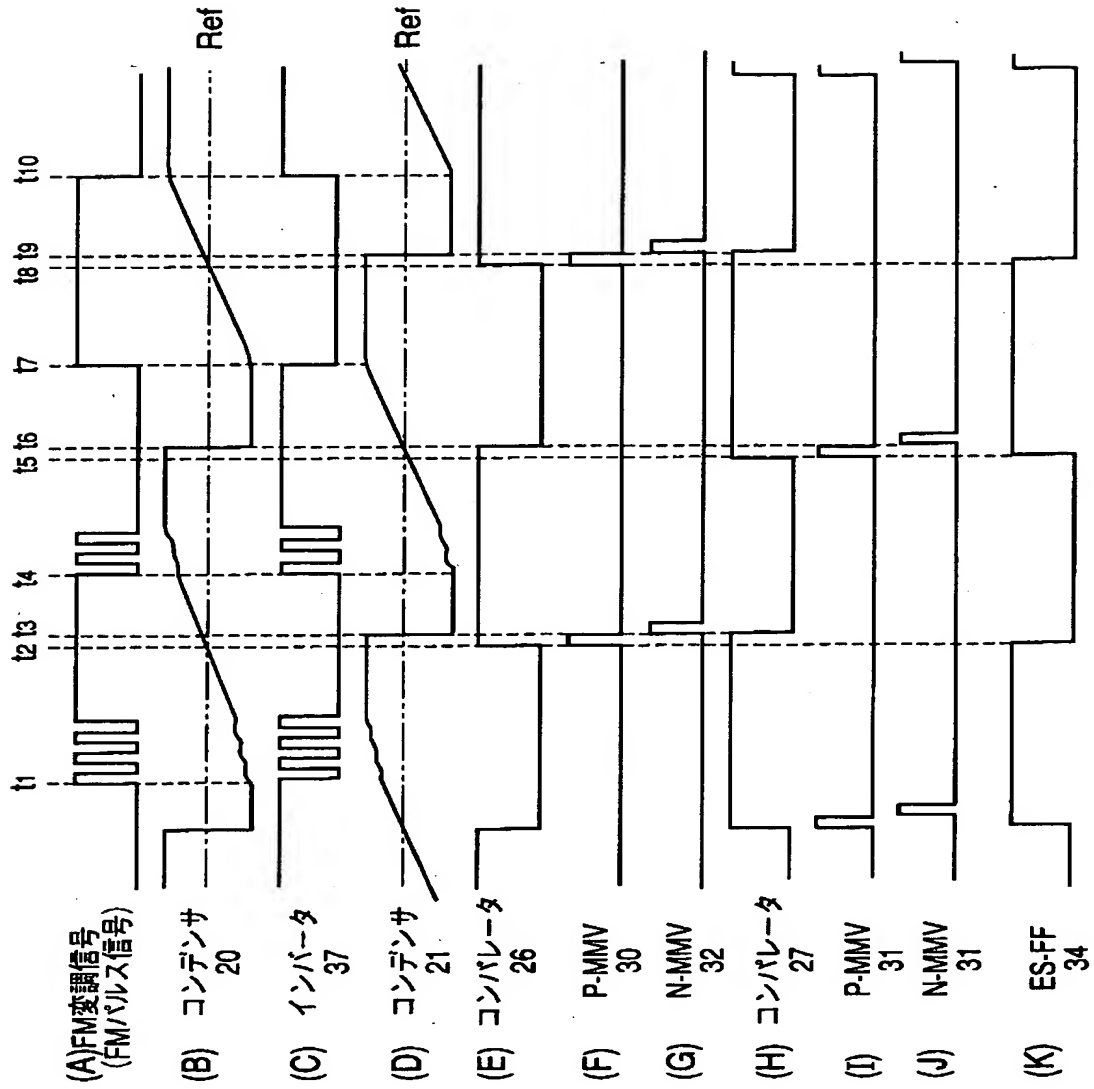 t1
t2
t3
t4
t5
t6
t7
t8
t9
t10
(A)FM変調信号
(FMパルス信号)
(B) コンデンサ
20
Ref
(C) インバータ
37
(D) コンデンサ
21
Ref
(E) コンパレータ
26
(F) P-MMV
30
(G) N-MMV
32
(H) コンパレータ
27
(I) P-MMV
31
(J) N-MMV
31
(K) ES-FF
34